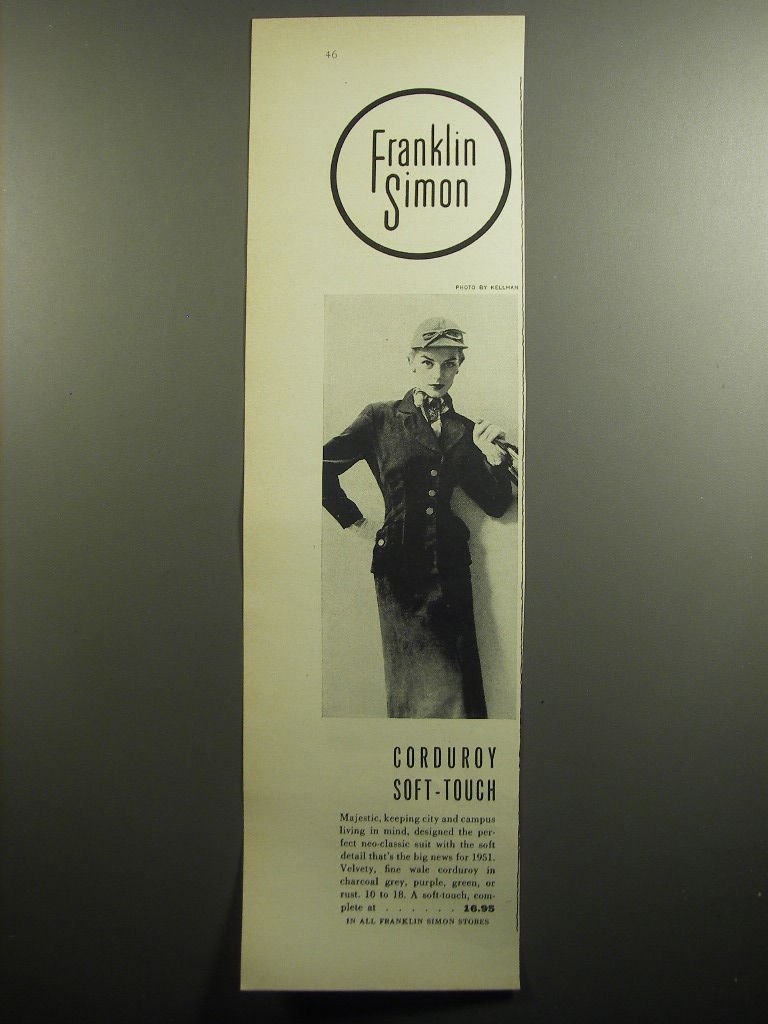 46
Franklin
Simon
PHOTO BY KELLMAN
CORDUROY
SOFT-TOUCH
Majestic, keeping city and campus
living in mind, designed the per-
fect neo-classic suit with the soft
detail that's the big news for 1951.
Velvety, fine wale corduroy in
charcoal grey, purple, green, or
rust. 10 to 18. A soft-touch, com-
plete at . . . . . . 16.95
IN ALL FRANKLIN SIMON STORES